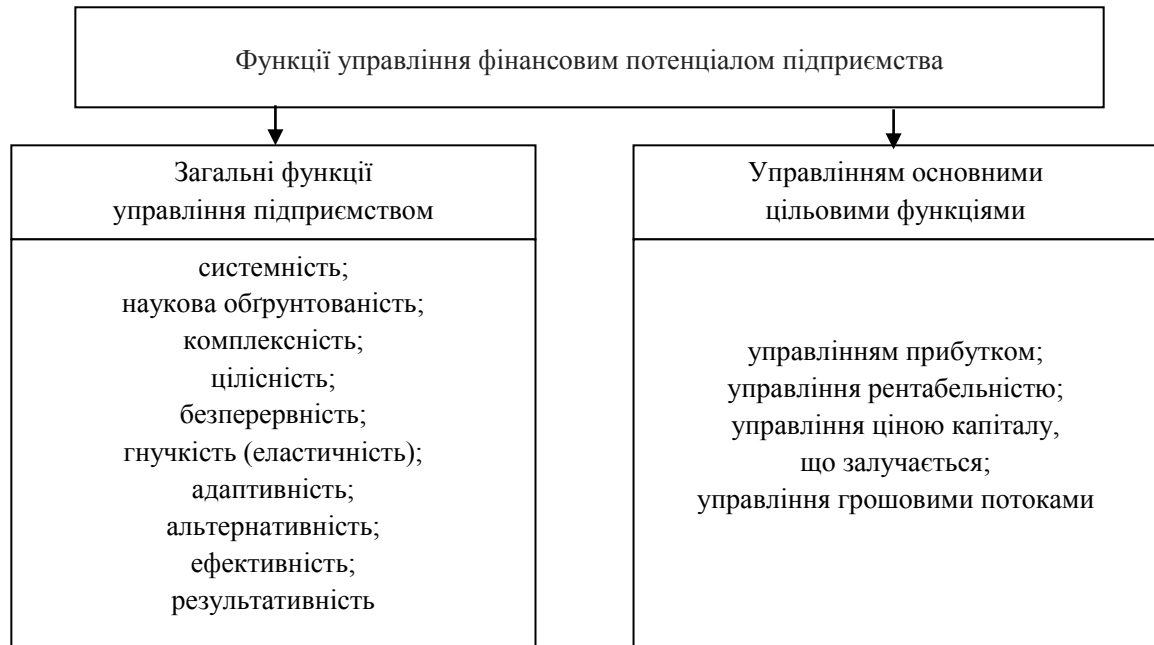 Функції управління фінансовим потенціалом підприємства
Загальні функції
управління підприємством
системність;
наукова обґрунтованість;
комплексність;
цілісність;
безперервність;
гнучкість (еластичність);
адаптивність;
альтернативність;
ефективність;
результативність
Управлінням основними
цільовими функціями
управлінням прибутком;
управління рентабельністю;
управління ціною капіталу,
що залучається;
управління грошовими потоками